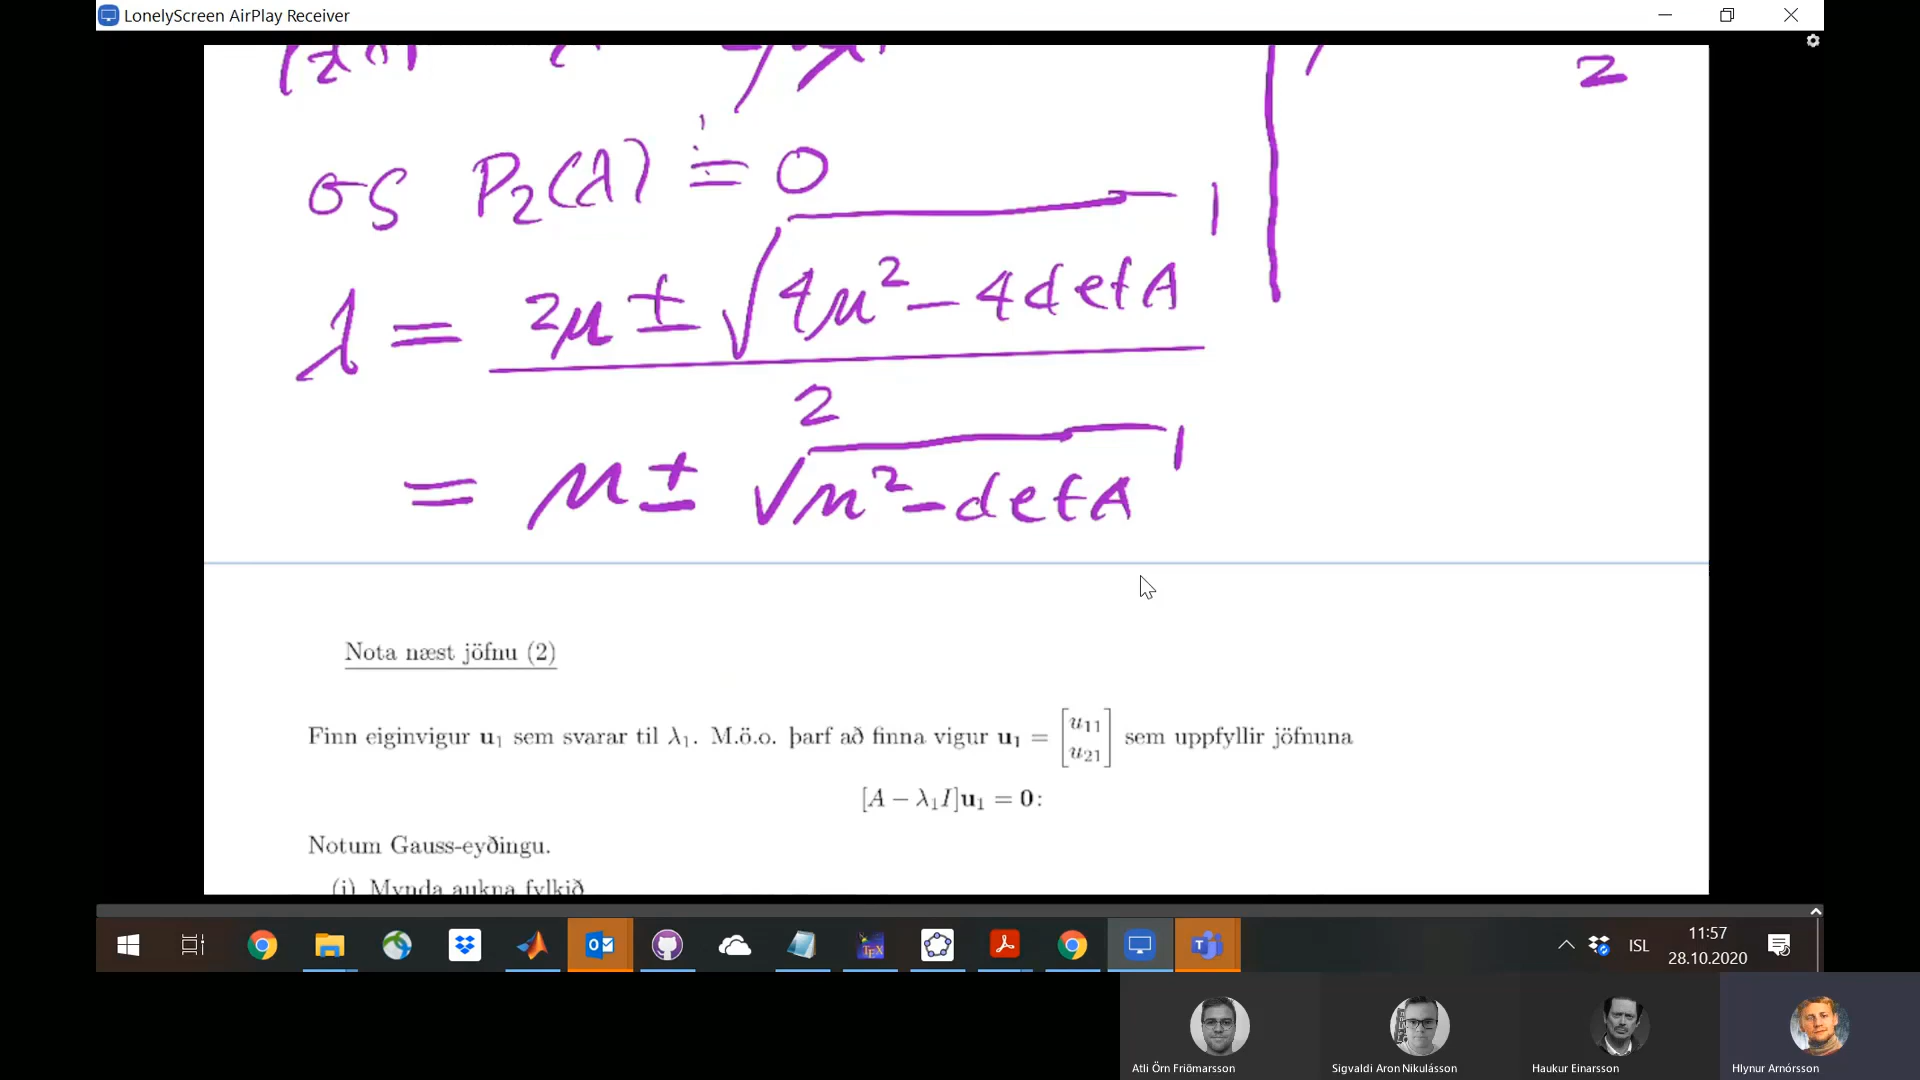 LonelyScreen AirPlay Receiver
2
og P₂(λ) = 0
λ = 2μ ± √(4μ² - 4detA)
2
= μ ± √(μ² - detA)
Nota næst jöfnu (2)
Finn eiginvigur u₁ sem svarar til λ₁. M.ö.o. þarf að finna vigur u₁ = [u₁₁ u₂₁] sem uppfyllir jöfnuna
[A − λ₁I]u₁ = 0:
Notum Gauss-eyðingu.
(i) Mynda aukna fylkið
ISL
11:57
28.10.2020
Atli Örn Friðmarsson
Sigvaldi Aron Nikulásson
Haukur Einarsson
Hlynur Arnórsson